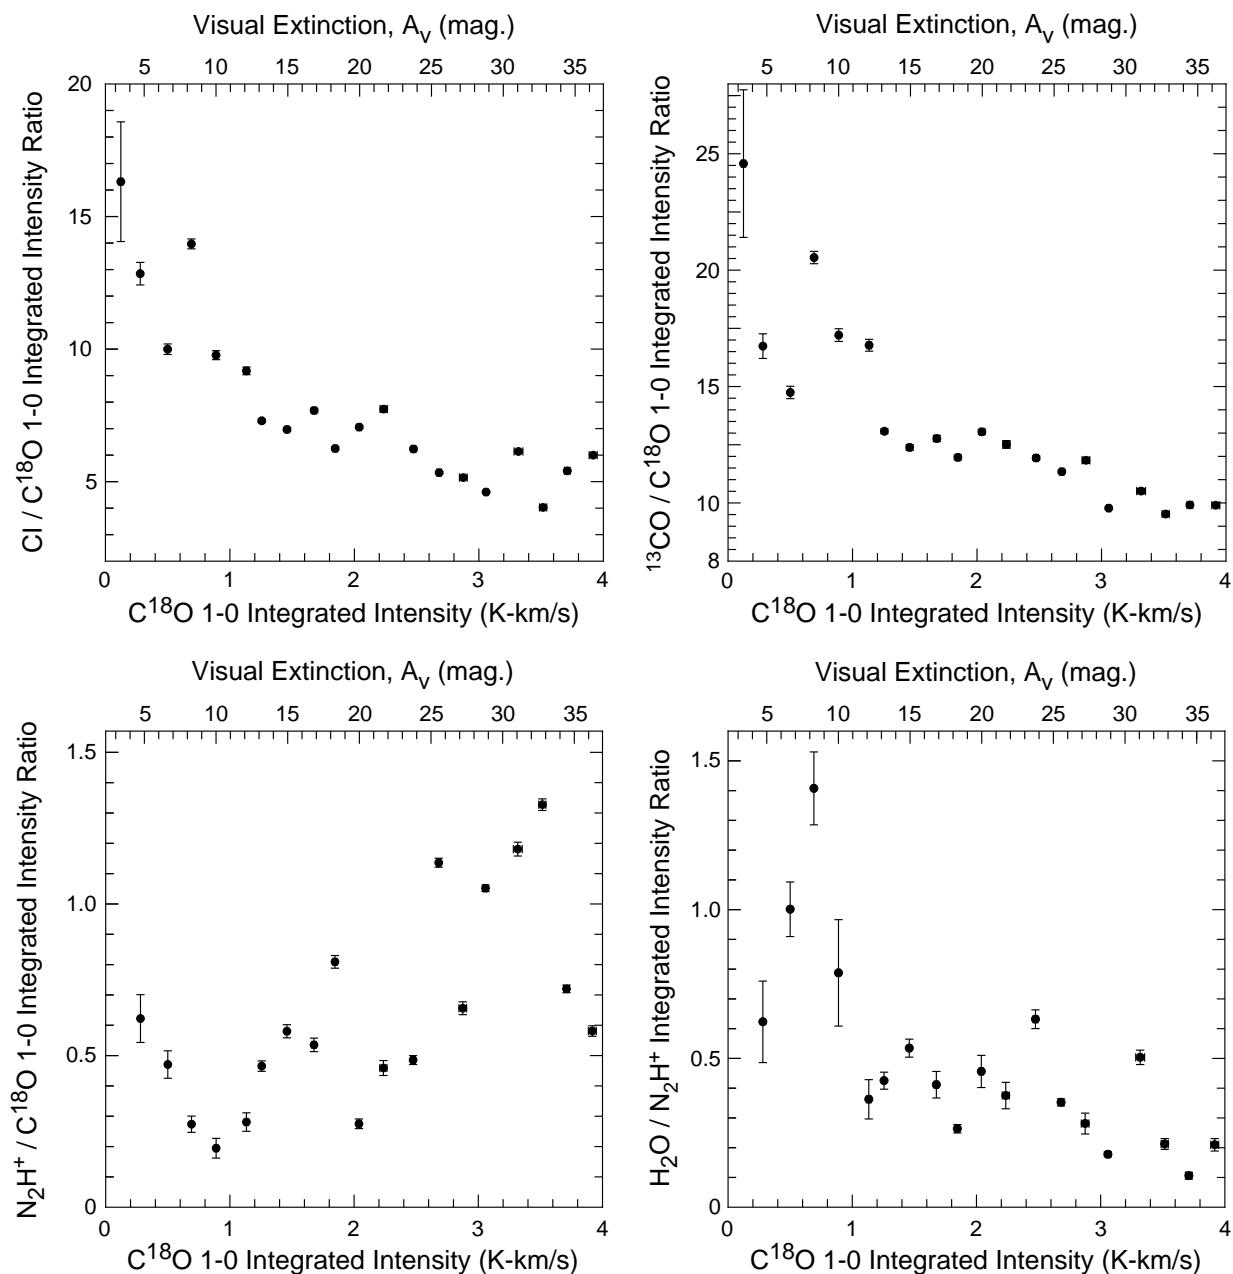 Visual Extinction, Aᵥ (mag.)
5 10 15 20 25 30 35
20
15
10
5
CI / C¹⁸O 1-0 Integrated Intensity Ratio
0 1 2 3 4
C¹⁸O 1-0 Integrated Intensity (K-km/s)
Visual Extinction, Aᵥ (mag.)
5 10 15 20 25 30 35
25
20
15
10
8
¹³CO / C¹⁸O 1-0 Integrated Intensity Ratio
0 1 2 3 4
C¹⁸O 1-0 Integrated Intensity (K-km/s)
Visual Extinction, Aᵥ (mag.)
5 10 15 20 25 30 35
1.5
1.0
0.5
0
N₂H⁺ / C¹⁸O 1-0 Integrated Intensity Ratio
0 1 2 3 4
C¹⁸O 1-0 Integrated Intensity (K-km/s)
Visual Extinction, Aᵥ (mag.)
5 10 15 20 25 30 35
1.5
1.0
0.5
0
H₂O / N₂H⁺ Integrated Intensity Ratio
0 1 2 3 4
C¹⁸O 1-0 Integrated Intensity (K-km/s)